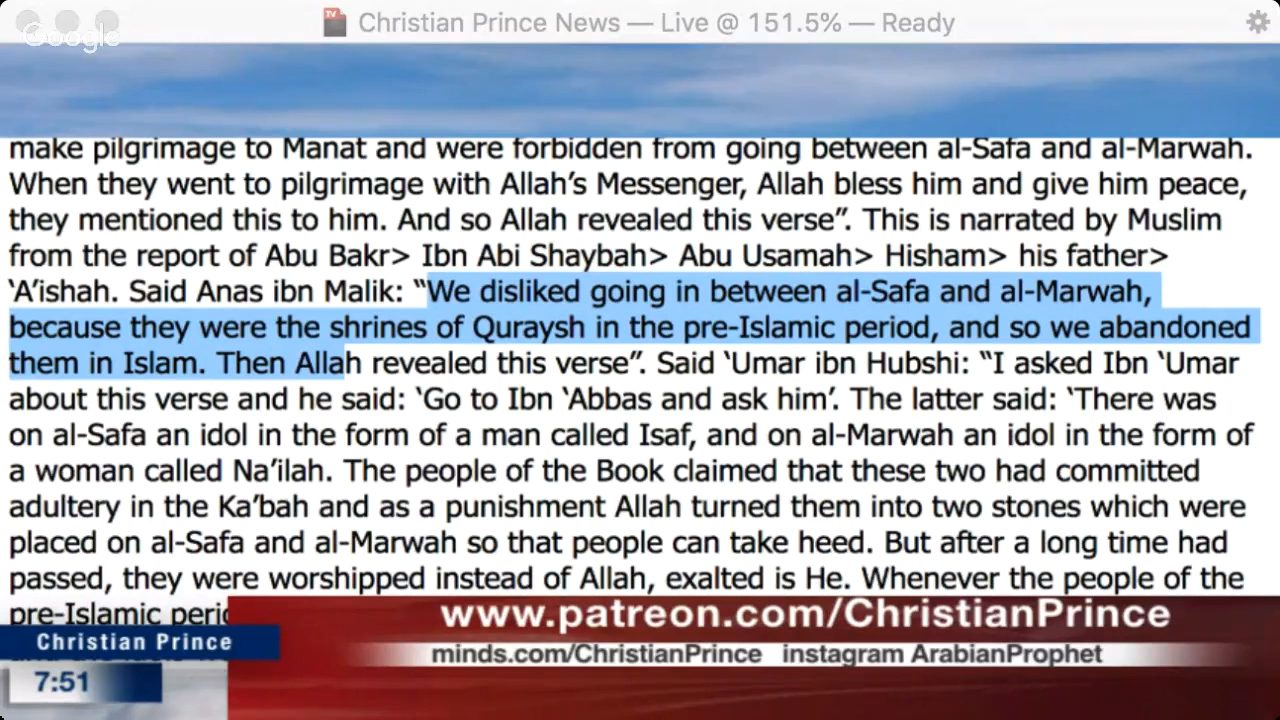 Christian Prince News — Live @ 151.5% — Ready
Google
make pilgrimage to Manat and were forbidden from going between al-Safa and al-Marwah.
When they went to pilgrimage with Allah’s Messenger, Allah bless him and give him peace,
they mentioned this to him. And so Allah revealed this verse”. This is narrated by Muslim
from the report of Abu Bakr> Ibn Abi Shaybah> Abu Usamah> Hisham> his father>
‘A’ishah. Said Anas ibn Malik: “We disliked going in between al-Safa and al-Marwah,
because they were the shrines of Quraysh in the pre-Islamic period, and so we abandoned
them in Islam. Then Allah revealed this verse”. Said ‘Umar ibn Hubshi: “I asked Ibn ‘Umar
about this verse and he said: ‘Go to Ibn ‘Abbas and ask him’. The latter said: ‘There was
on al-Safa an idol in the form of a man called Isaf, and on al-Marwah an idol in the form of
a woman called Na’ilah. The people of the Book claimed that these two had committed
adultery in the Ka’bah and as a punishment Allah turned them into two stones which were
placed on al-Safa and al-Marwah so that people can take heed. But after a long time had
passed, they were worshipped instead of Allah, exalted is He. Whenever the people of the
pre-Islamic
www.patreon.com/ChristianPrince
Christian Prince
minds.com/ChristianPrince instagram ArabianProphet
7:51
TV